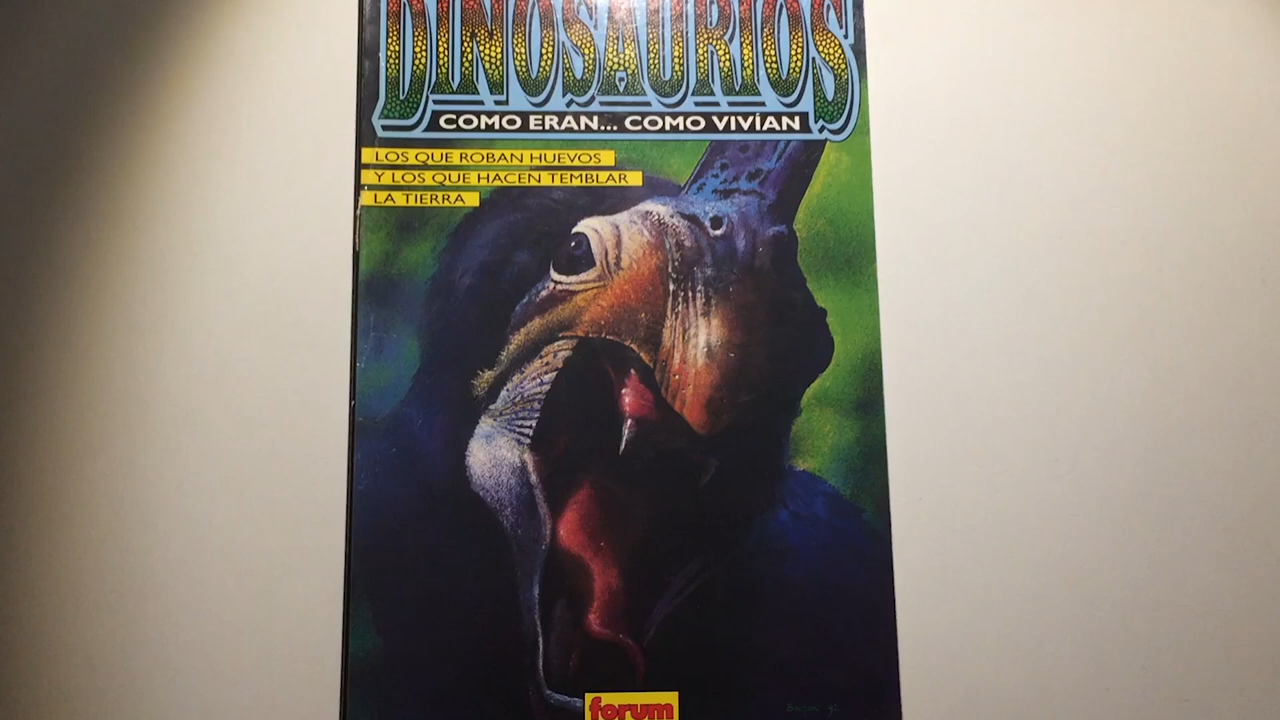 DINOSAURIOS
COMO ERAN... COMO VIVÍAN
LOS QUE ROBAN HUEVOS
Y LOS QUE HACEN TEMBLAR
LA TIERRA
forum